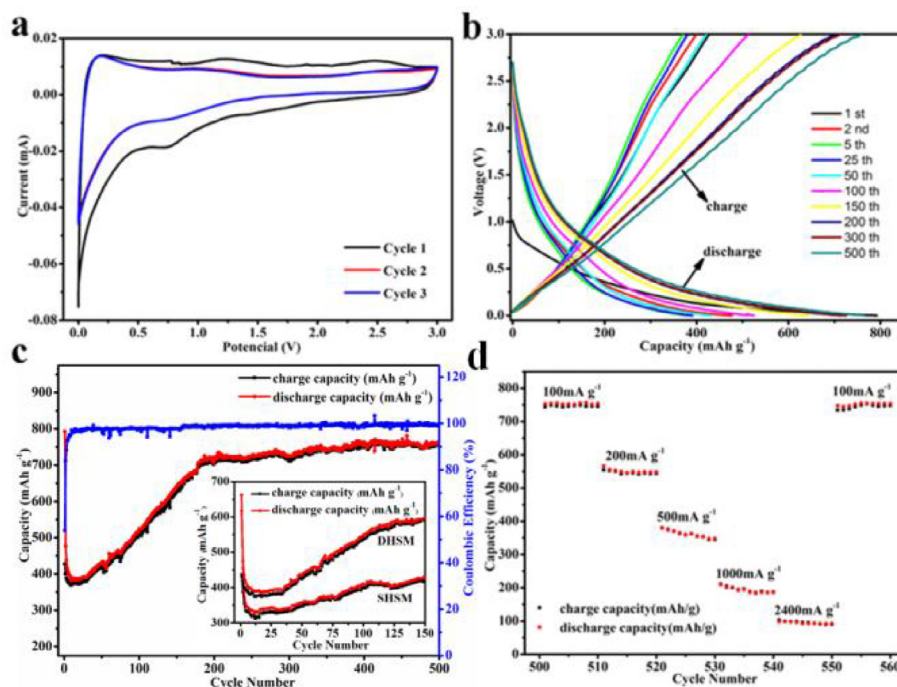 a
0.02
0.00
-0.02
-0.04
-0.06
-0.08
Current (mA)
0.0
0.5
1.0
1.5
2.0
2.5
3.0
Potencial (V)
Cycle 1
Cycle 2
Cycle 3
b
3.0
2.5
2.0
1.5
1.0
0.5
0.0
Voltage (V)
0
200
400
600
800
Capacity (mAh g⁻¹)
1 st
2 nd
5 th
25 th
50 th
100 th
150 th
200 th
300 th
500 th
charge
discharge
c
900
800
700
600
500
400
300
200
Capacity (mAh g⁻¹)
0
100
200
300
400
500
Cycle Number
120
100
80
60
40
20
0
Coulombic Efficiency (%)
charge capacity (mAh g⁻¹)
discharge capacity (mAh g⁻¹)
700
600
500
400
300
Capacity (mAh g⁻¹)
0
25
50
75
100
125
150
Cycle Number
charge capacity (mAh g⁻¹)
discharge capacity (mAh g⁻¹)
DHSM
SHSM
d
800
750
600
450
300
150
0
Capacity (mAh g⁻¹)
500
510
520
530
540
550
560
Cycle Number
100mA g⁻¹
200mA g⁻¹
500mA g⁻¹
1000mA g⁻¹
2400mA g⁻¹
100mA g⁻¹
charge capacity(mAh/g)
discharge capacity(mAh/g)